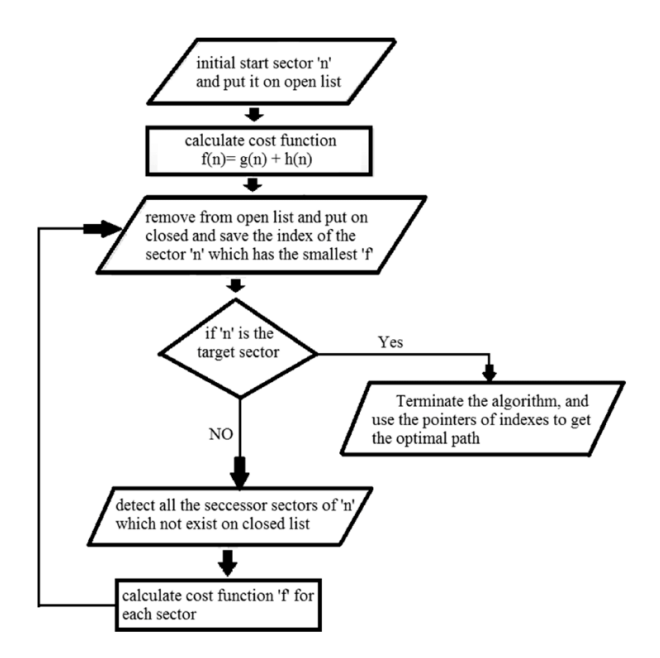 initial start sector 'n'
and put it on open list
calculate cost function
f(n)= g(n) + h(n)
remove from open list and put on
closed and save the index of the
sector 'n' which has the smallest 'f'
if 'n' is the
target sector
Yes
Terminate the algorithm, and
use the pointers of indexes to get
the optimal path
NO
detect all the seccessor sectors of 'n'
which not exist on closed list
calculate cost function 'f' for
each sector